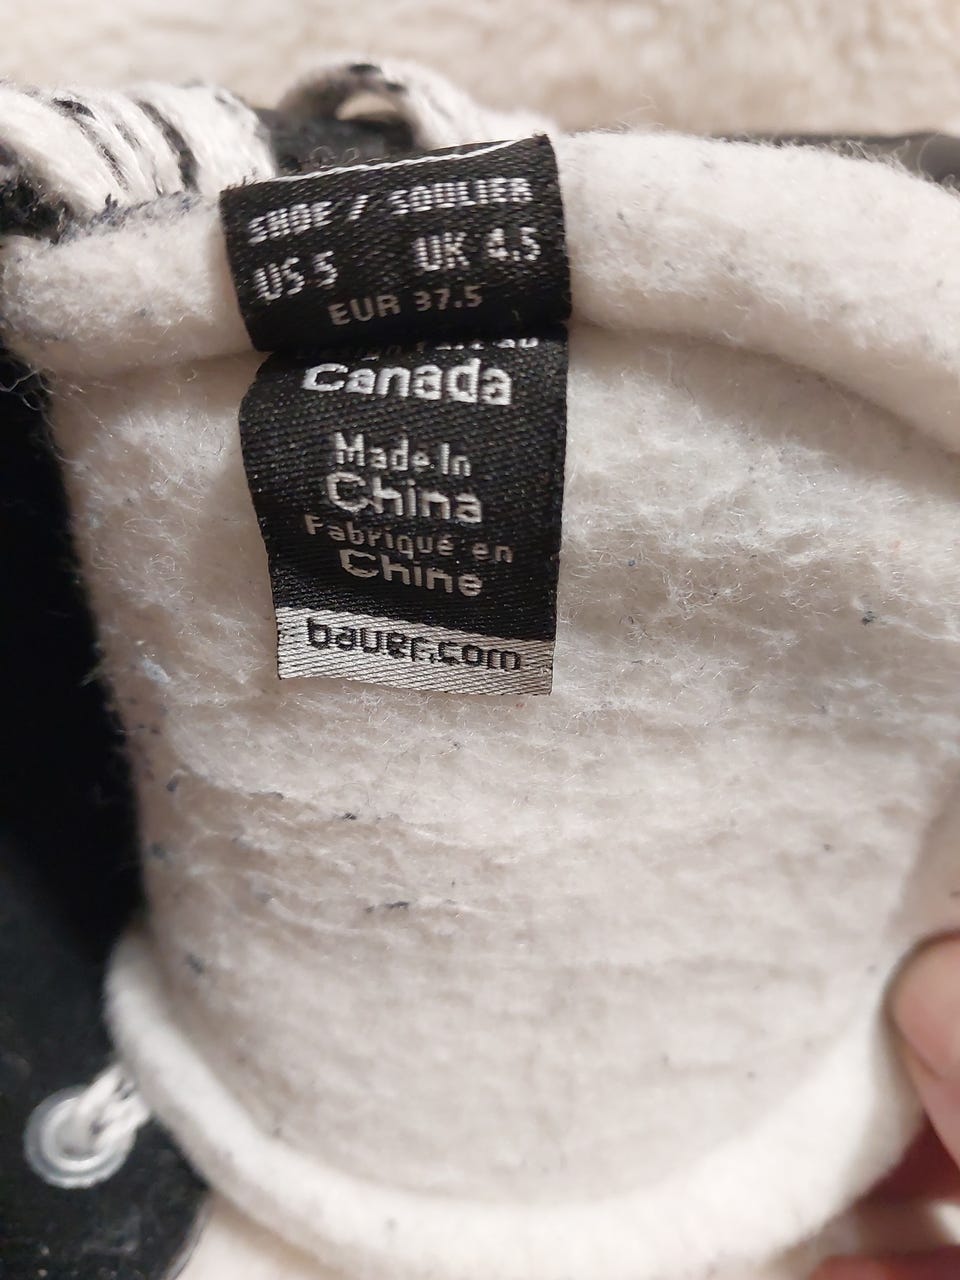 SHOE / SOULIER
US 5 UK 4.5
EUR 37.5
Canada
Made In
China
Fabriqué en
Chine
bauer.com